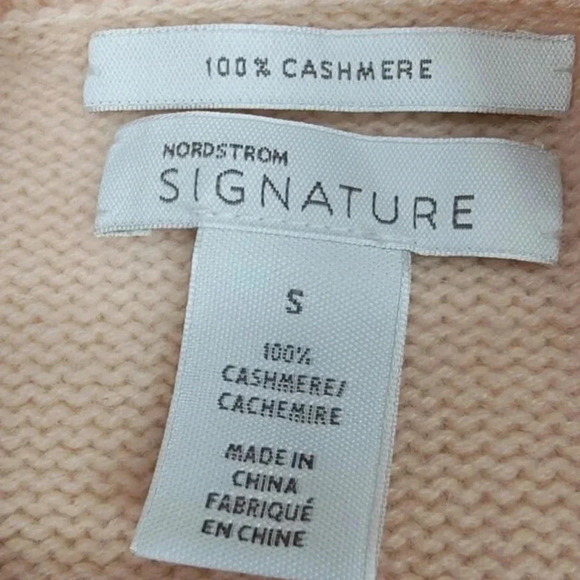 100% CASHMERE
NORDSTROM
SIGNATURE
S
100%
CASHMERE/
CACHEMIRE
MADE IN
CHINA
FABRIQUÉ
EN CHINE